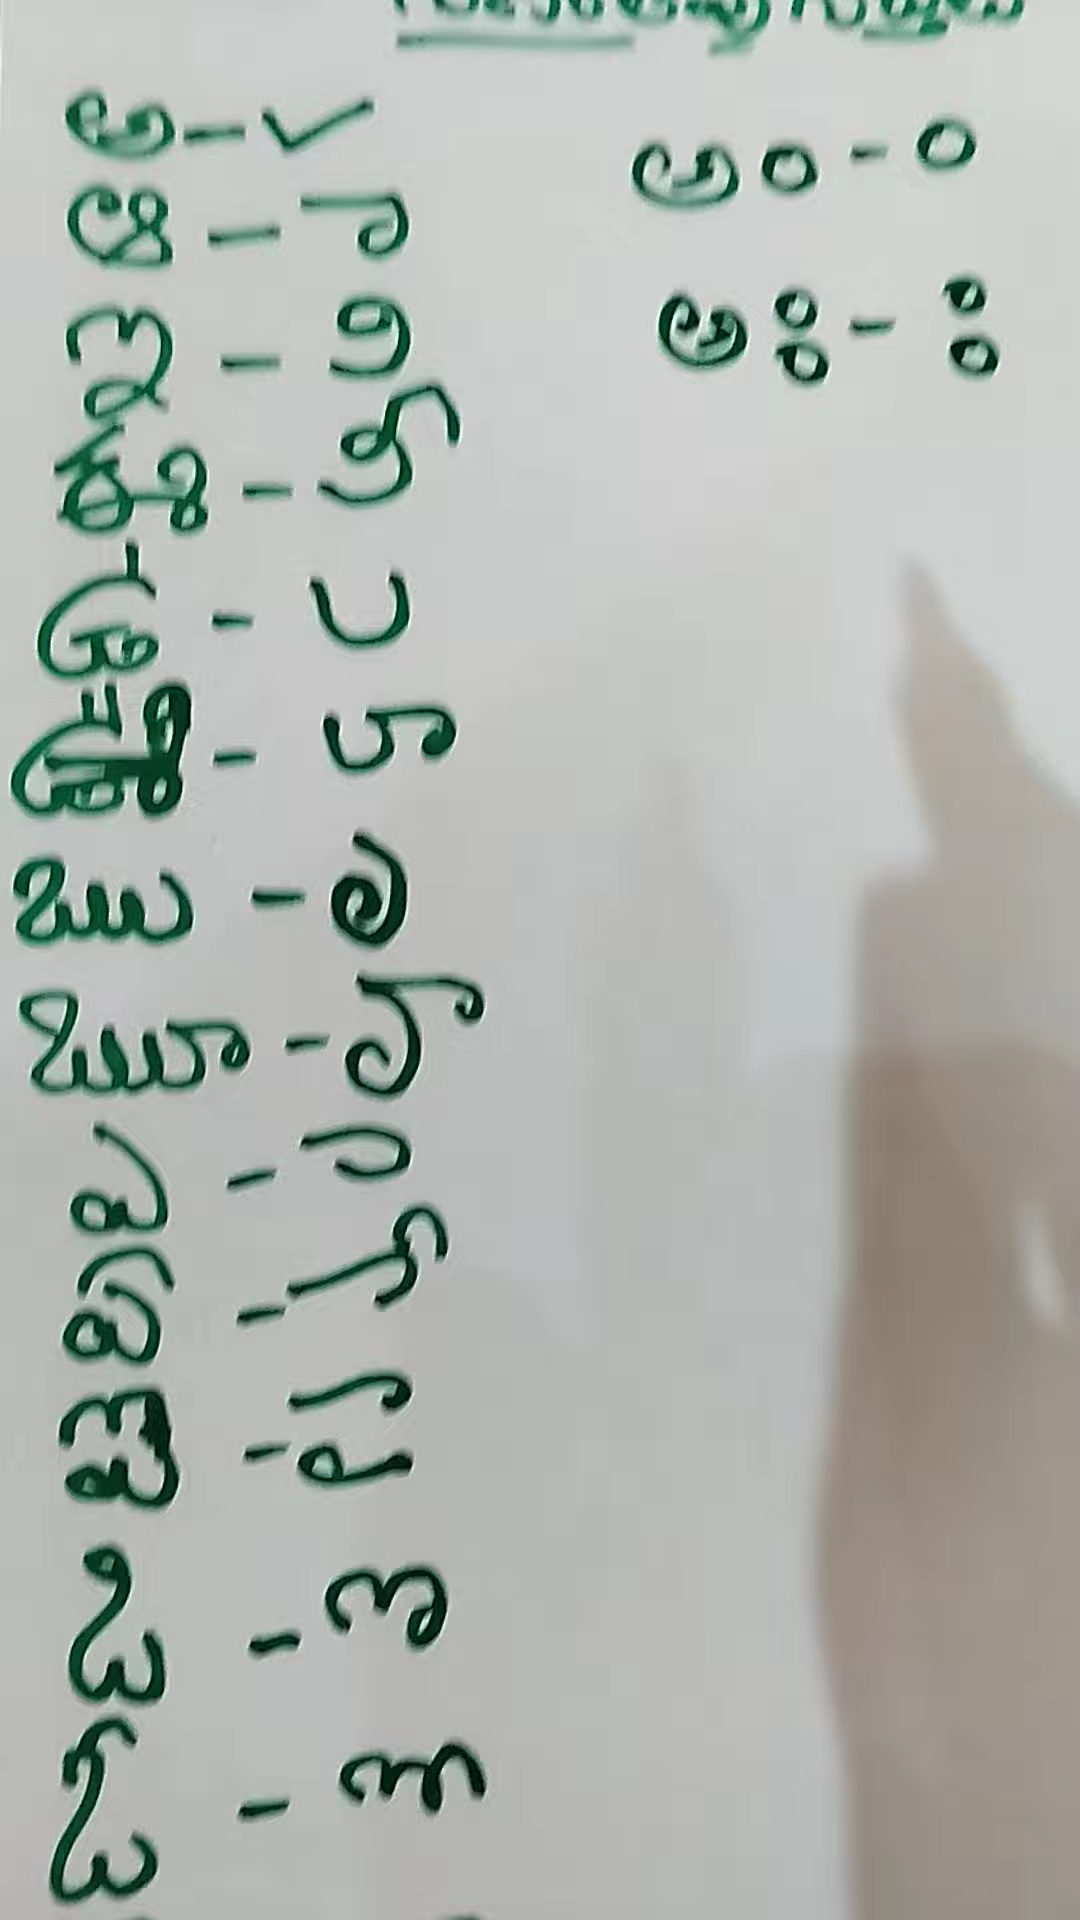 అ - ✓
ఆ - ా
ఇ - ి
ఈ - ీ
ఉ - ు
ఊ - ూ
ఋ - ృ
ౠ - ౄ
ఎ - ె
ఏ - ే
ఐ - ై
ఒ - ొ
ఓ - ో
అం - ం
అః - ః